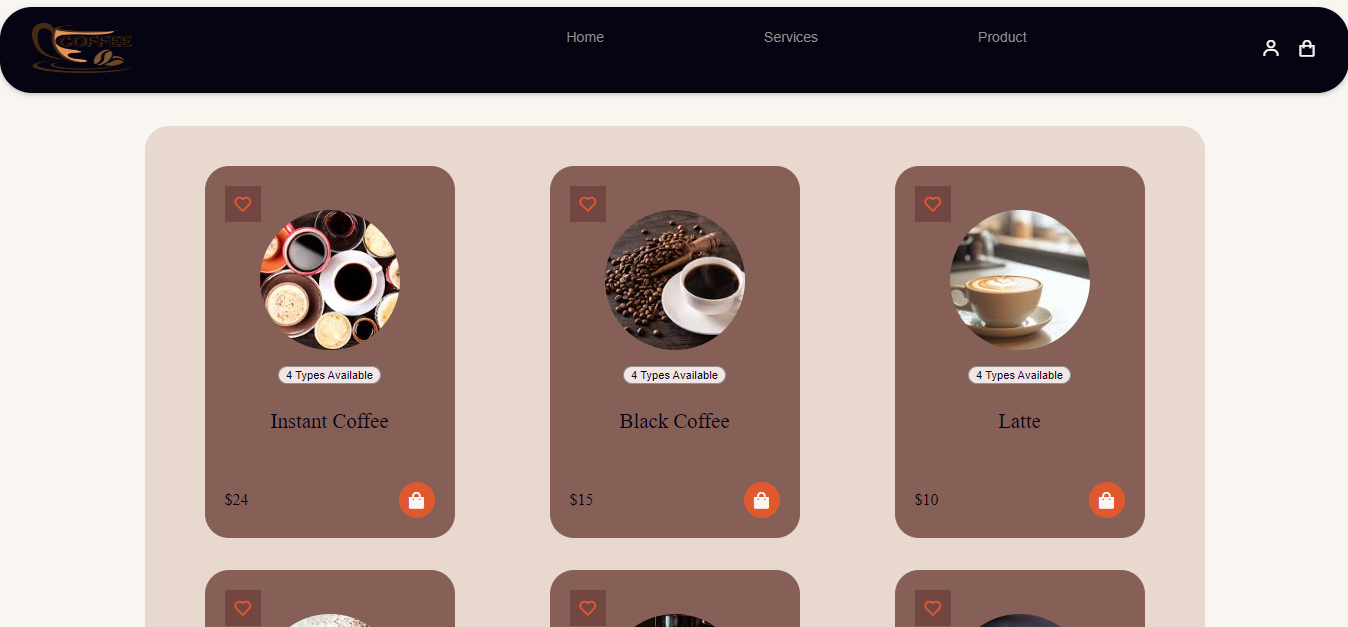 COFFEE
Home
Services
Product
4 Types Available
4 Types Available
4 Types Available
Instant Coffee
Black Coffee
Latte
$24
$15
$10